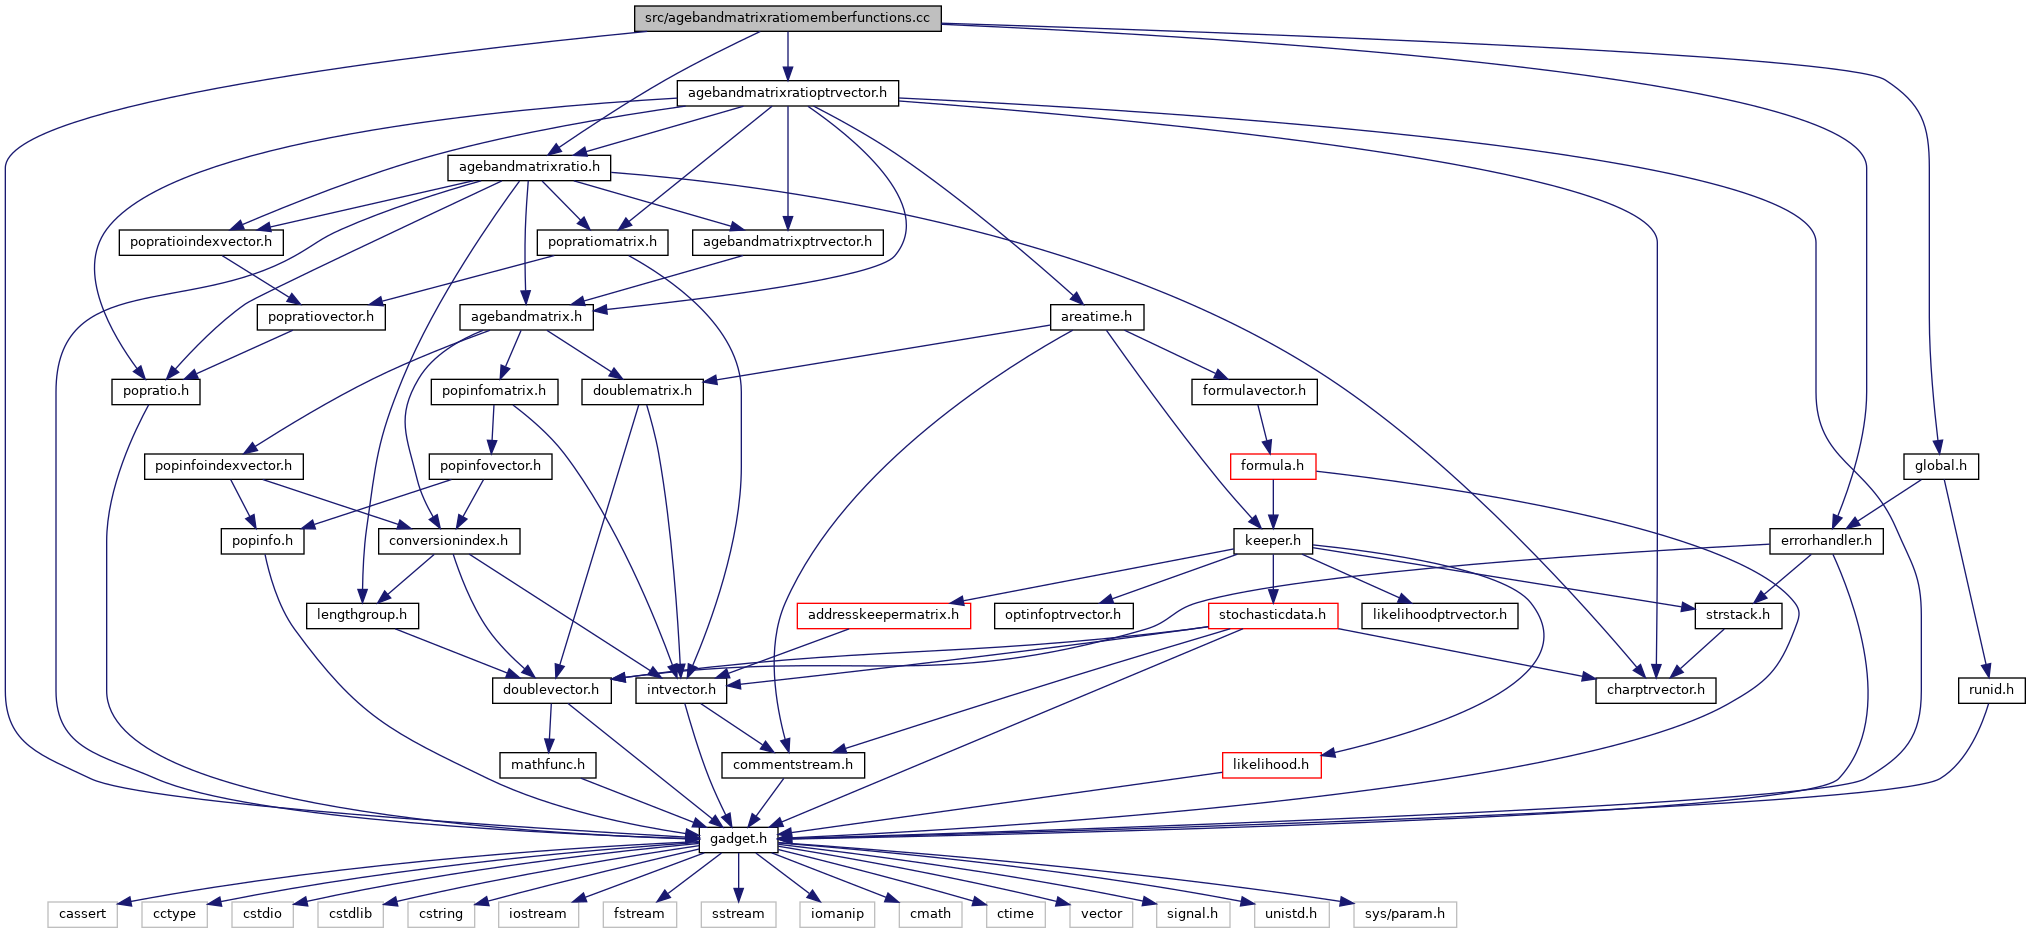 src/agebandmatrixratiomemberfunctions.cc
agebandmatrixratioptrvector.h
agebandmatrixratio.h
popratioindexvector.h
popratiomatrix.h
agebandmatrixptrvector.h
popratiovector.h
agebandmatrix.h
areatime.h
popratio.h
popinfomatrix.h
doublematrix.h
formulavector.h
popinfoindexvector.h
popinfovector.h
formula.h
global.h
popinfo.h
conversionindex.h
keeper.h
errorhandler.h
lengthgroup.h
addresskeepermatrix.h
optinfoptrvector.h
stochasticdata.h
likelihoodptrvector.h
strstack.h
doublevector.h
intvector.h
charptrvector.h
runid.h
mathfunc.h
commentstream.h
likelihood.h
gadget.h
cassert
cctype
cstdio
cstdlib
cstring
iostream
fstream
sstream
iomanip
cmath
ctime
vector
signal.h
unistd.h
sys/param.h